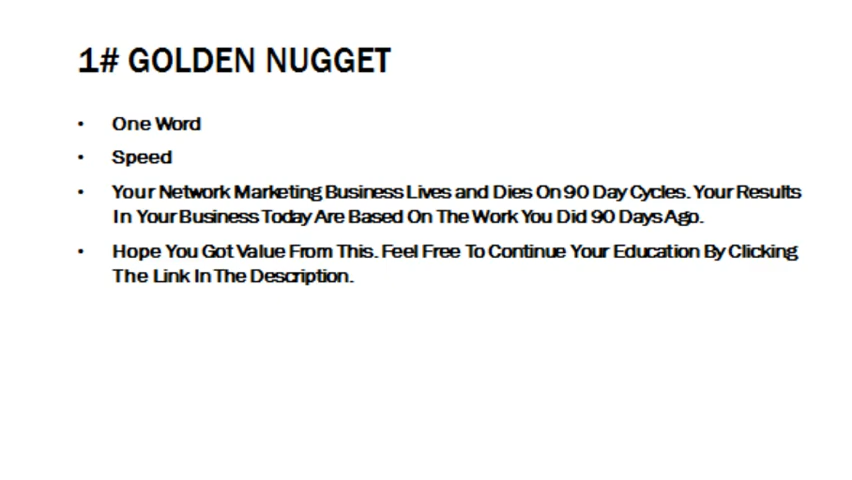 1# GOLDEN NUGGET
• One Word
• Speed
• Your Network Marketing Business Lives and Dies On 90 Day Cycles. Your Results
In Your Business Today Are Based On The Work You Did 90 Days Ago.
• Hope You Got Value From This. Feel Free To Continue Your Education By Clicking
The Link In The Description.